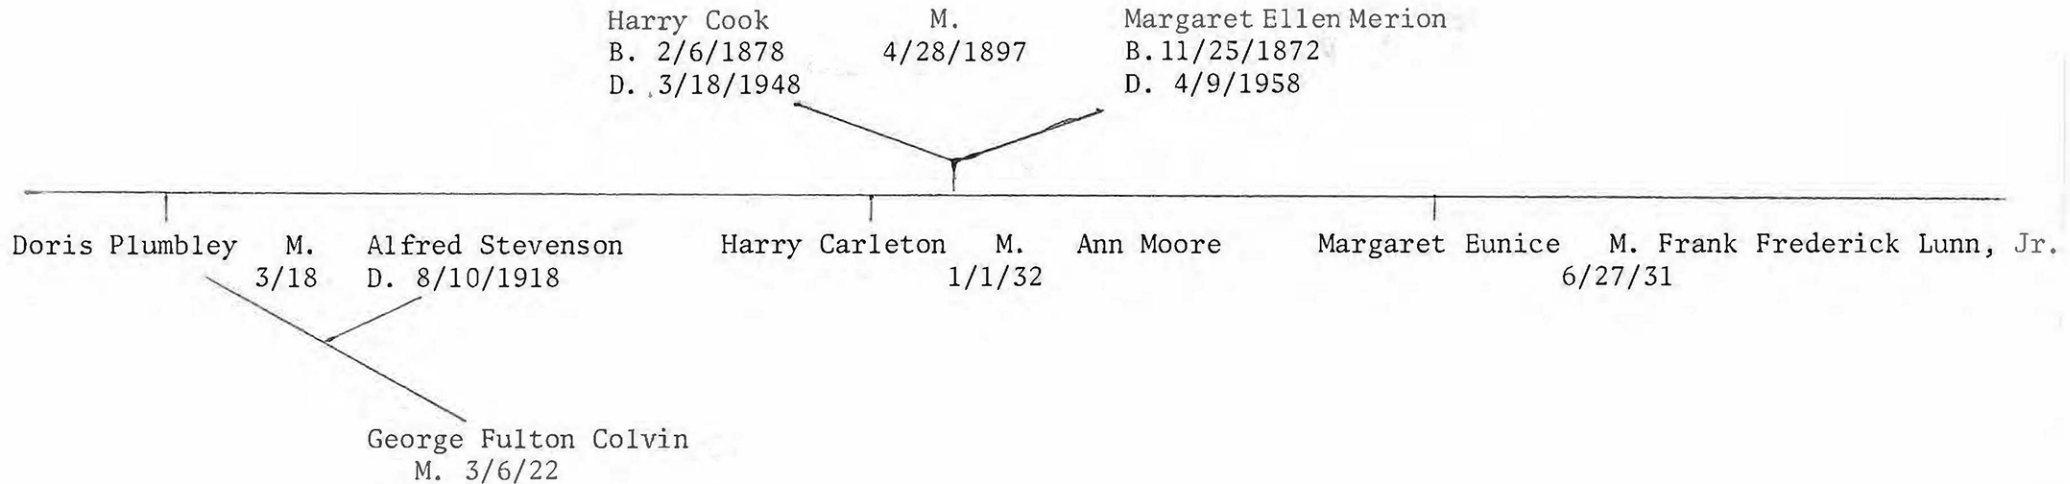 Harry Cook M. Margaret Ellen Merion
B. 2/6/1878 4/28/1897 B.11/25/1872
D. 3/18/1948 D. 4/9/1958
Doris Plumbley M. Alfred Stevenson Harry Carleton M. Ann Moore Margaret Eunice M. Frank Frederick Lunn, Jr.
3/18 D. 8/10/1918 1/1/32 6/27/31
George Fulton Colvin
M. 3/6/22